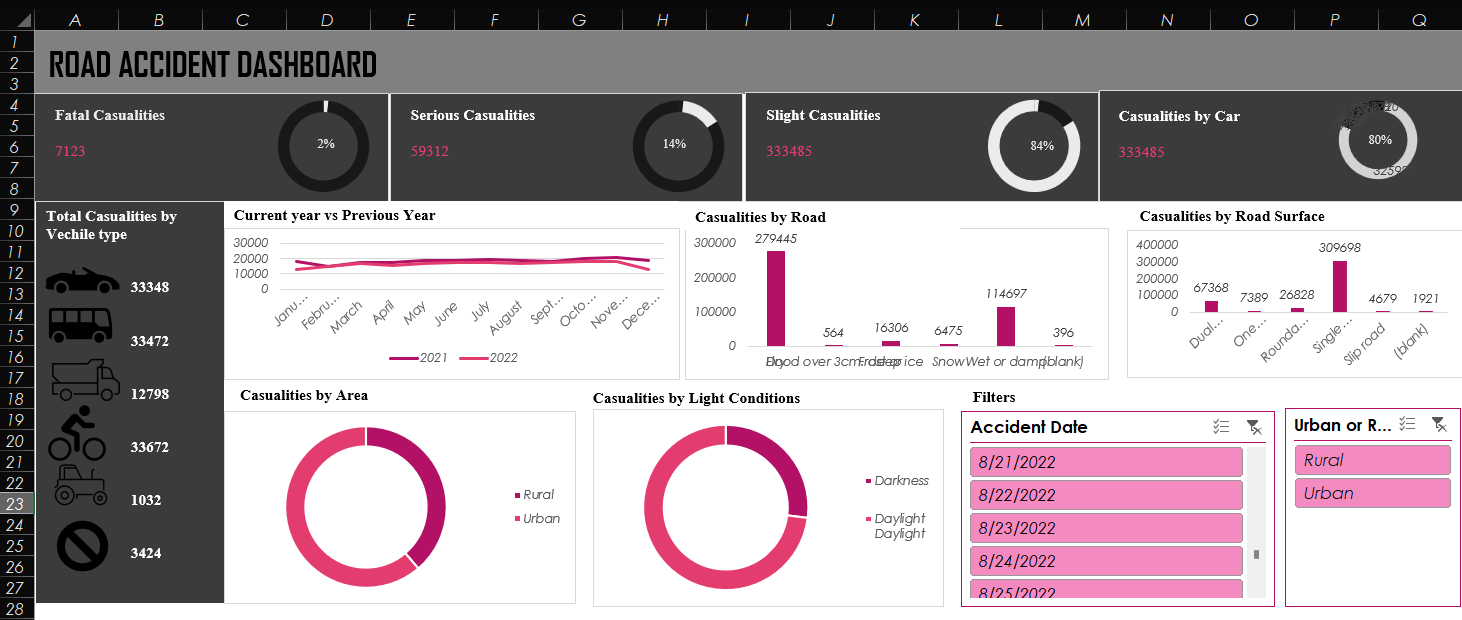 A B C D E F G H I J K L M N O P Q
1
2
3
4
5
6
7
8
9
10
11
12
13
14
15
16
17
18
19
20
21
22
23
24
25
26
27
28
ROAD ACCIDENT DASHBOARD
Fatal Casualities
7123
2%
Serious Casualities
59312
14%
Slight Casualities
333485
84%
Casualities by Car
333485
80%
Total Casualities by
Vechile type
33348
33472
12798
33672
1032
3424
Current year vs Previous Year
30000
20000
10000
0
Janu...
Febru...
March
April
May
June
July
August
Sept...
Octo...
Nove...
Dece...
2021 2022
Casualities by Road
300000
200000
100000
0
279445
564
16306
6475
114697
396
Flood over 3cm. deep
Frost or ice
Snow
Wet or damp
(blank)
Casualities by Road Surface
400000
300000
200000
100000
0
67368
7389
26828
309698
4679
1921
Dual...
One...
Rounda...
Single...
Slip road
(blank)
Casualities by Area
Rural
Urban
Casualities by Light Conditions
Darkness
Daylight
Daylight
Filters
Accident Date
8/21/2022
8/22/2022
8/23/2022
8/24/2022
8/25/2022
Urban or R...
Rural
Urban